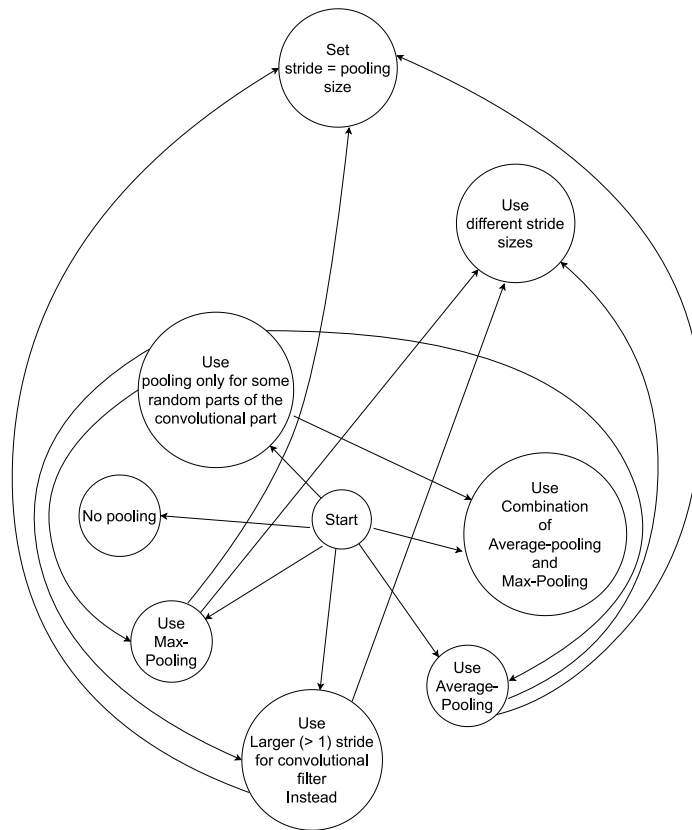 Set
stride = pooling
size
Use
different stride
sizes
Use
pooling only for some
random parts of the
convolutional part
No pooling
Start
Use
Combination
of
Average-pooling
and
Max-Pooling
Use
Max-
Pooling
Use
Average-
Pooling
Use
Larger (> 1) stride
for convolutional
filter
Instead